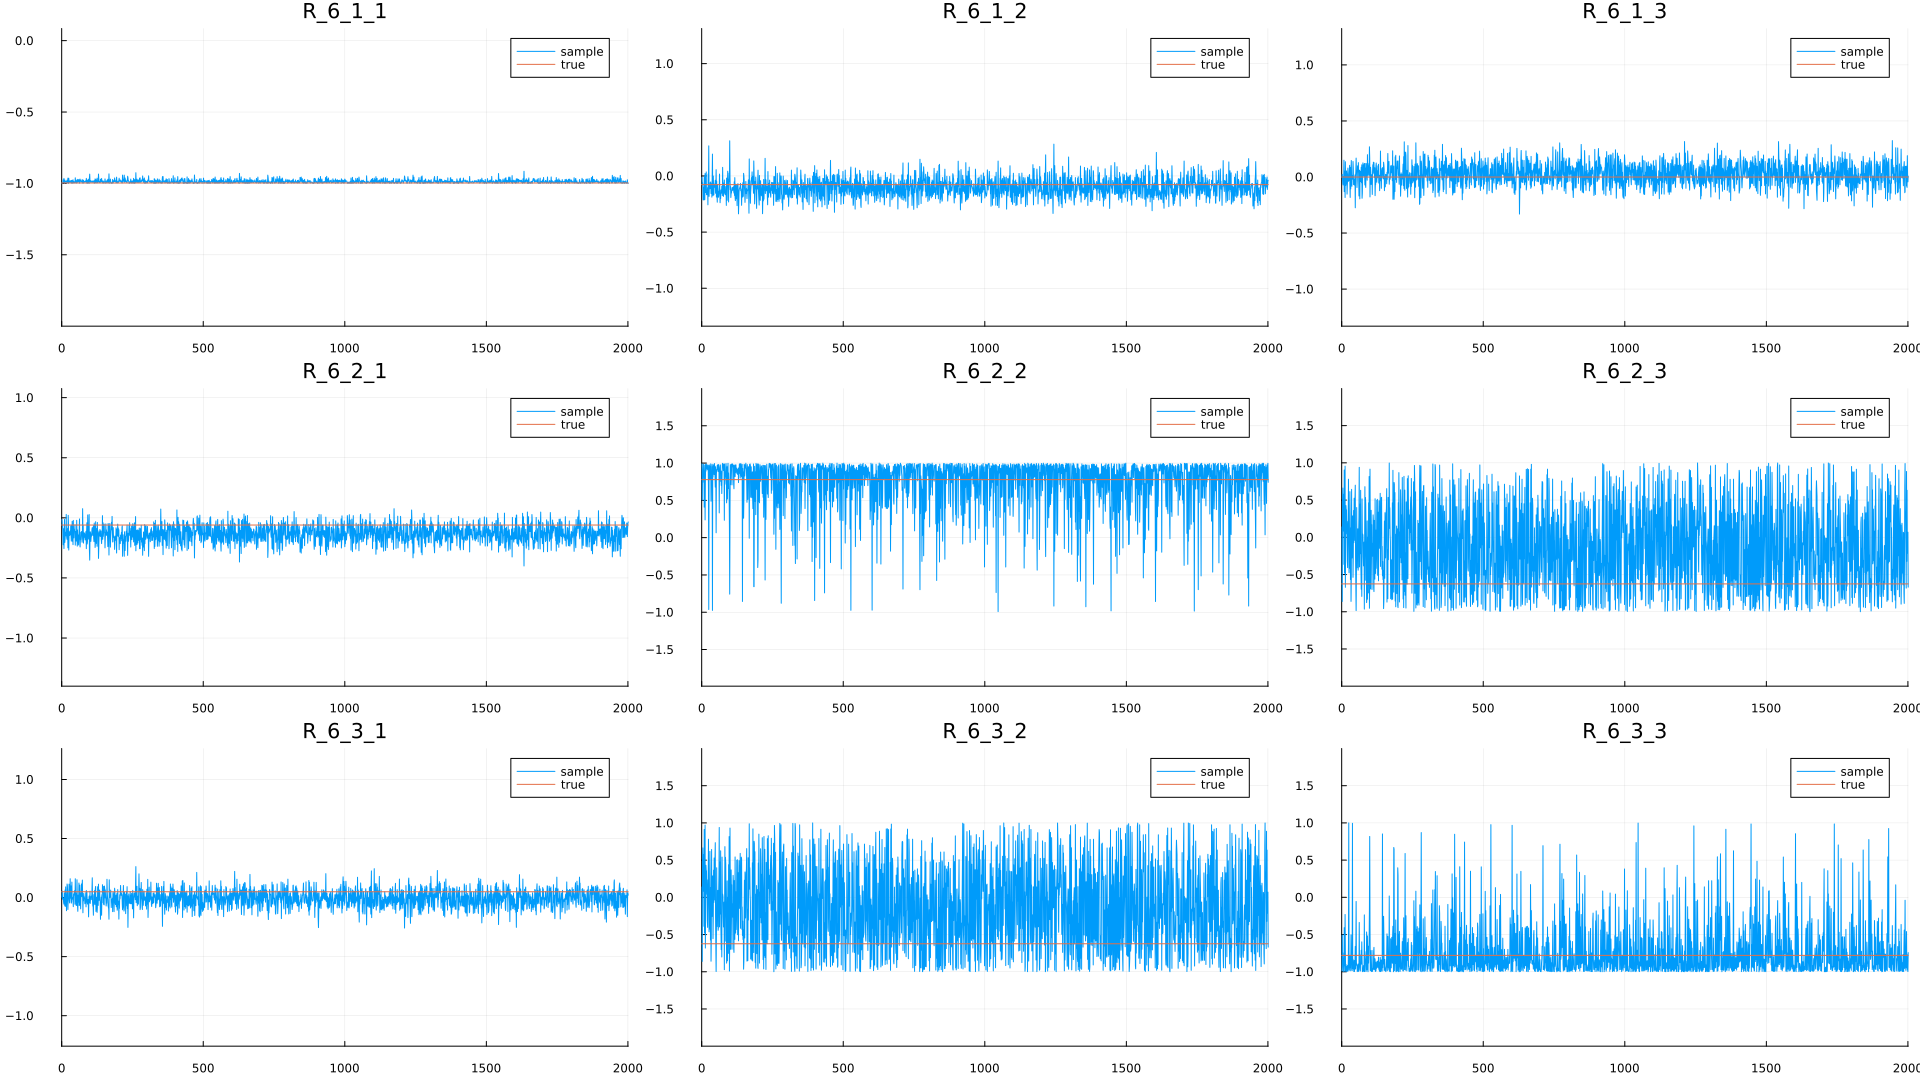 R_6_1_1 R_6_1_2 R_6_1_3
0.0 sample 1.0 sample 1.0 sample
true true true
−0.5 0.5 0.5
−1.0 0.0 0.0
−0.5 −0.5
−1.5 −1.0 −1.0
0 500 1000 1500 2000 0 500 1000 1500 2000 0 500 1000 1500 2000
R_6_2_1 R_6_2_2 R_6_2_3
1.0 sample sample sample
true 1.5 true 1.5 true
0.5 1.0 1.0
0.5 0.5
0.0 0.0 0.0
−0.5 −0.5 −0.5
−1.0 −1.0
−1.0 −1.5 −1.5
0 500 1000 1500 2000 0 500 1000 1500 2000 0 500 1000 1500 2000
R_6_3_1 R_6_3_2 R_6_3_3
1.0 sample sample sample
true 1.5 true 1.5 true
0.5 1.0 1.0
0.5 0.5
0.0 0.0 0.0
−0.5 −0.5 −0.5
−1.0 −1.0
−1.0 −1.5 −1.5
0 500 1000 1500 2000 0 500 1000 1500 2000 0 500 1000 1500 2000